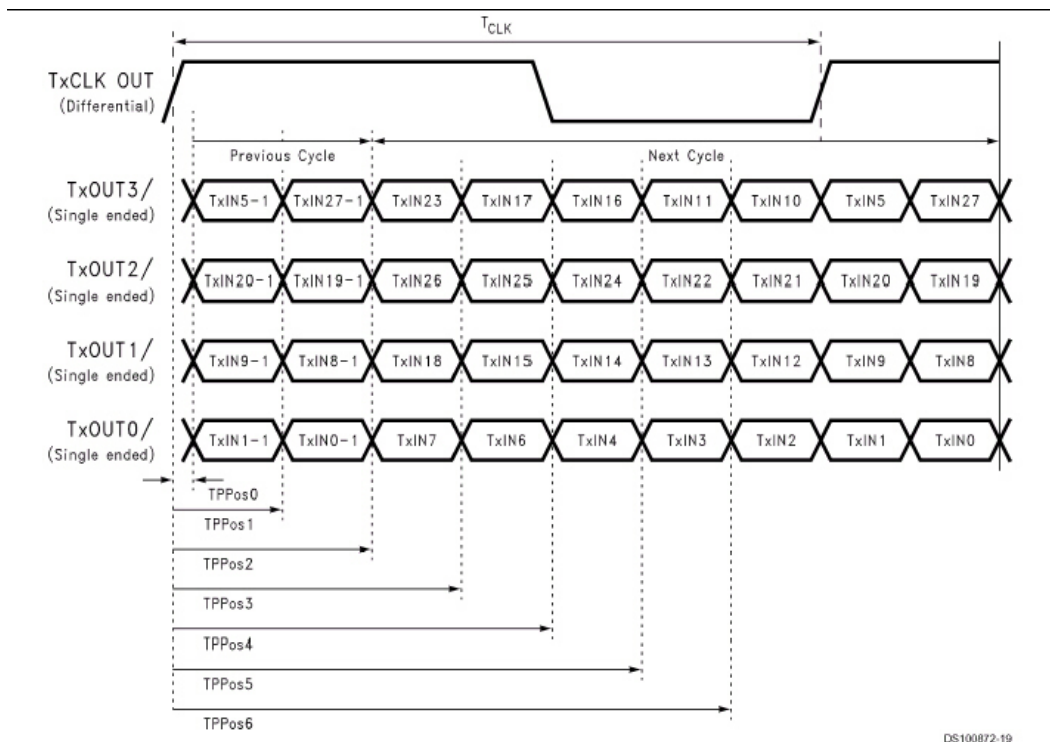 TCLK
TxCLK OUT
(Differential)
Previous Cycle
Next Cycle
TxOUT3/
(Single ended)
TxIN5-1 TxIN27-1 TxIN23 TxIN17 TxIN16 TxIN11 TxIN10 TxIN5 TxIN27
TxOUT2/
(Single ended)
TxIN20-1 TxIN19-1 TxIN26 TxIN25 TxIN24 TxIN22 TxIN21 TxIN20 TxIN19
TxOUT1/
(Single ended)
TxIN9-1 TxIN8-1 TxIN18 TxIN15 TxIN14 TxIN13 TxIN12 TxIN9 TxIN8
TxOUT0/
(Single ended)
TxIN1-1 TxIN0-1 TxIN7 TxIN6 TxIN4 TxIN3 TxIN2 TxIN1 TxIN0
TPPos0
TPPos1
TPPos2
TPPos3
TPPos4
TPPos5
TPPos6
DS100872-19